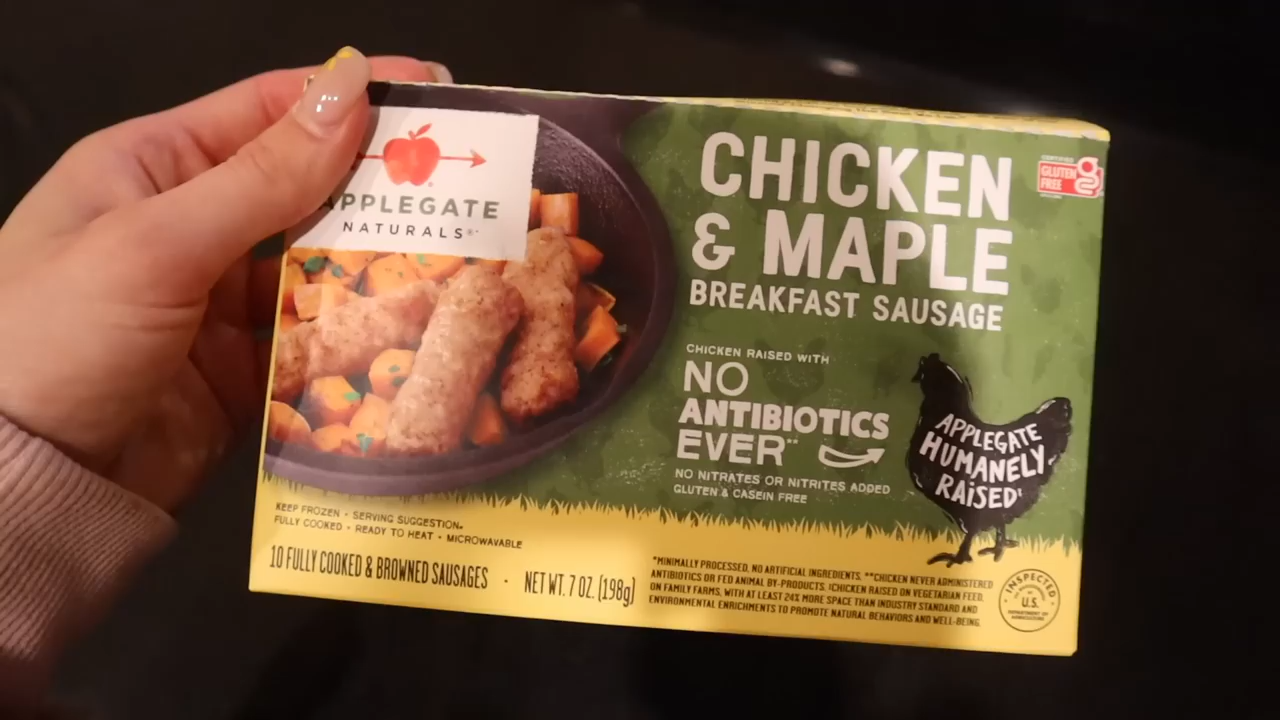 APPLEGATE
NATURALS®*
CHICKEN
& MAPLE
BREAKFAST SAUSAGE
CERTIFIED
GLUTEN
FREE
CHICKEN RAISED WITH
NO
ANTIBIOTICS
EVER**
NO NITRATES OR NITRITES ADDED
GLUTEN & CASEIN FREE
APPLEGATE
HUMANELY
RAISED‡
KEEP FROZEN • SERVING SUGGESTION.
FULLY COOKED • READY TO HEAT • MICROWAVABLE
10 FULLY COOKED & BROWNED SAUSAGES • NET WT. 7 OZ. (198g)
*MINIMALLY PROCESSED, NO ARTIFICIAL INGREDIENTS. **CHICKEN NEVER ADMINISTERED
ANTIBIOTICS OR FED ANIMAL BY-PRODUCTS. ‡CHICKEN RAISED ON VEGETARIAN FEED,
ON FAMILY FARMS, WITH AT LEAST 24% MORE SPACE THAN INDUSTRY STANDARD AND
ENVIRONMENTAL ENRICHMENTS TO PROMOTE NATURAL BEHAVIORS AND WELL-BEING.
INSPECTED
U.S.
DEPARTMENT OF
AGRICULTURE